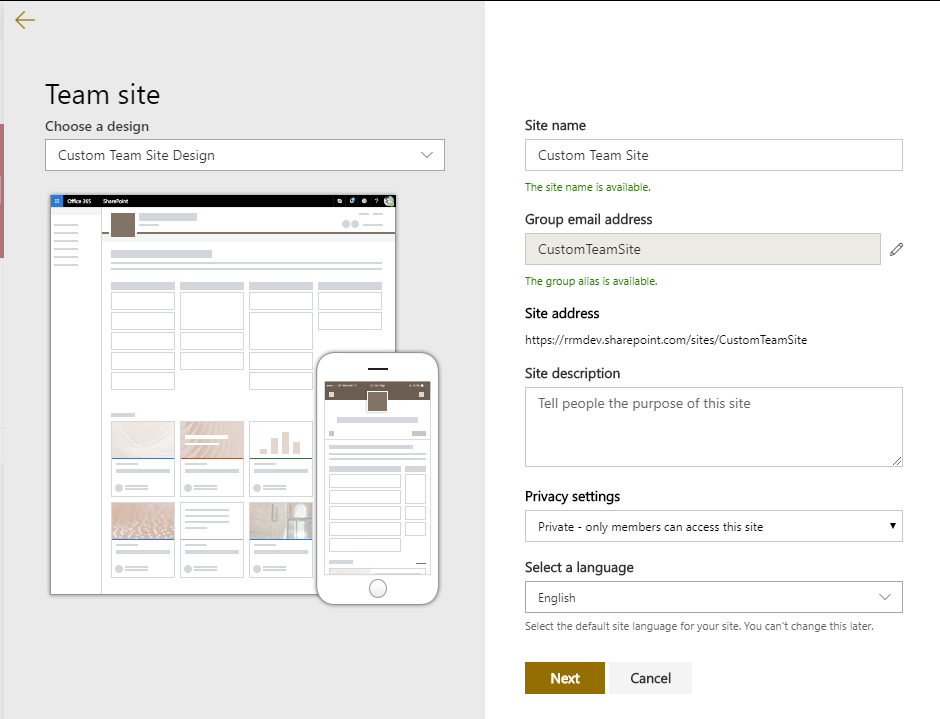 Team site
Choose a design
Custom Team Site Design
Office 365 SharePoint ?
Site name
Custom Team Site
The site name is available.
Group email address
CustomTeamSite
The group alias is available.
Site address
https://rrmdev.sharepoint.com/sites/CustomTeamSite
Site description
Tell people the purpose of this site
Privacy settings
Private - only members can access this site
Select a language
English
Select the default site language for your site. You can't change this later.
Next Cancel